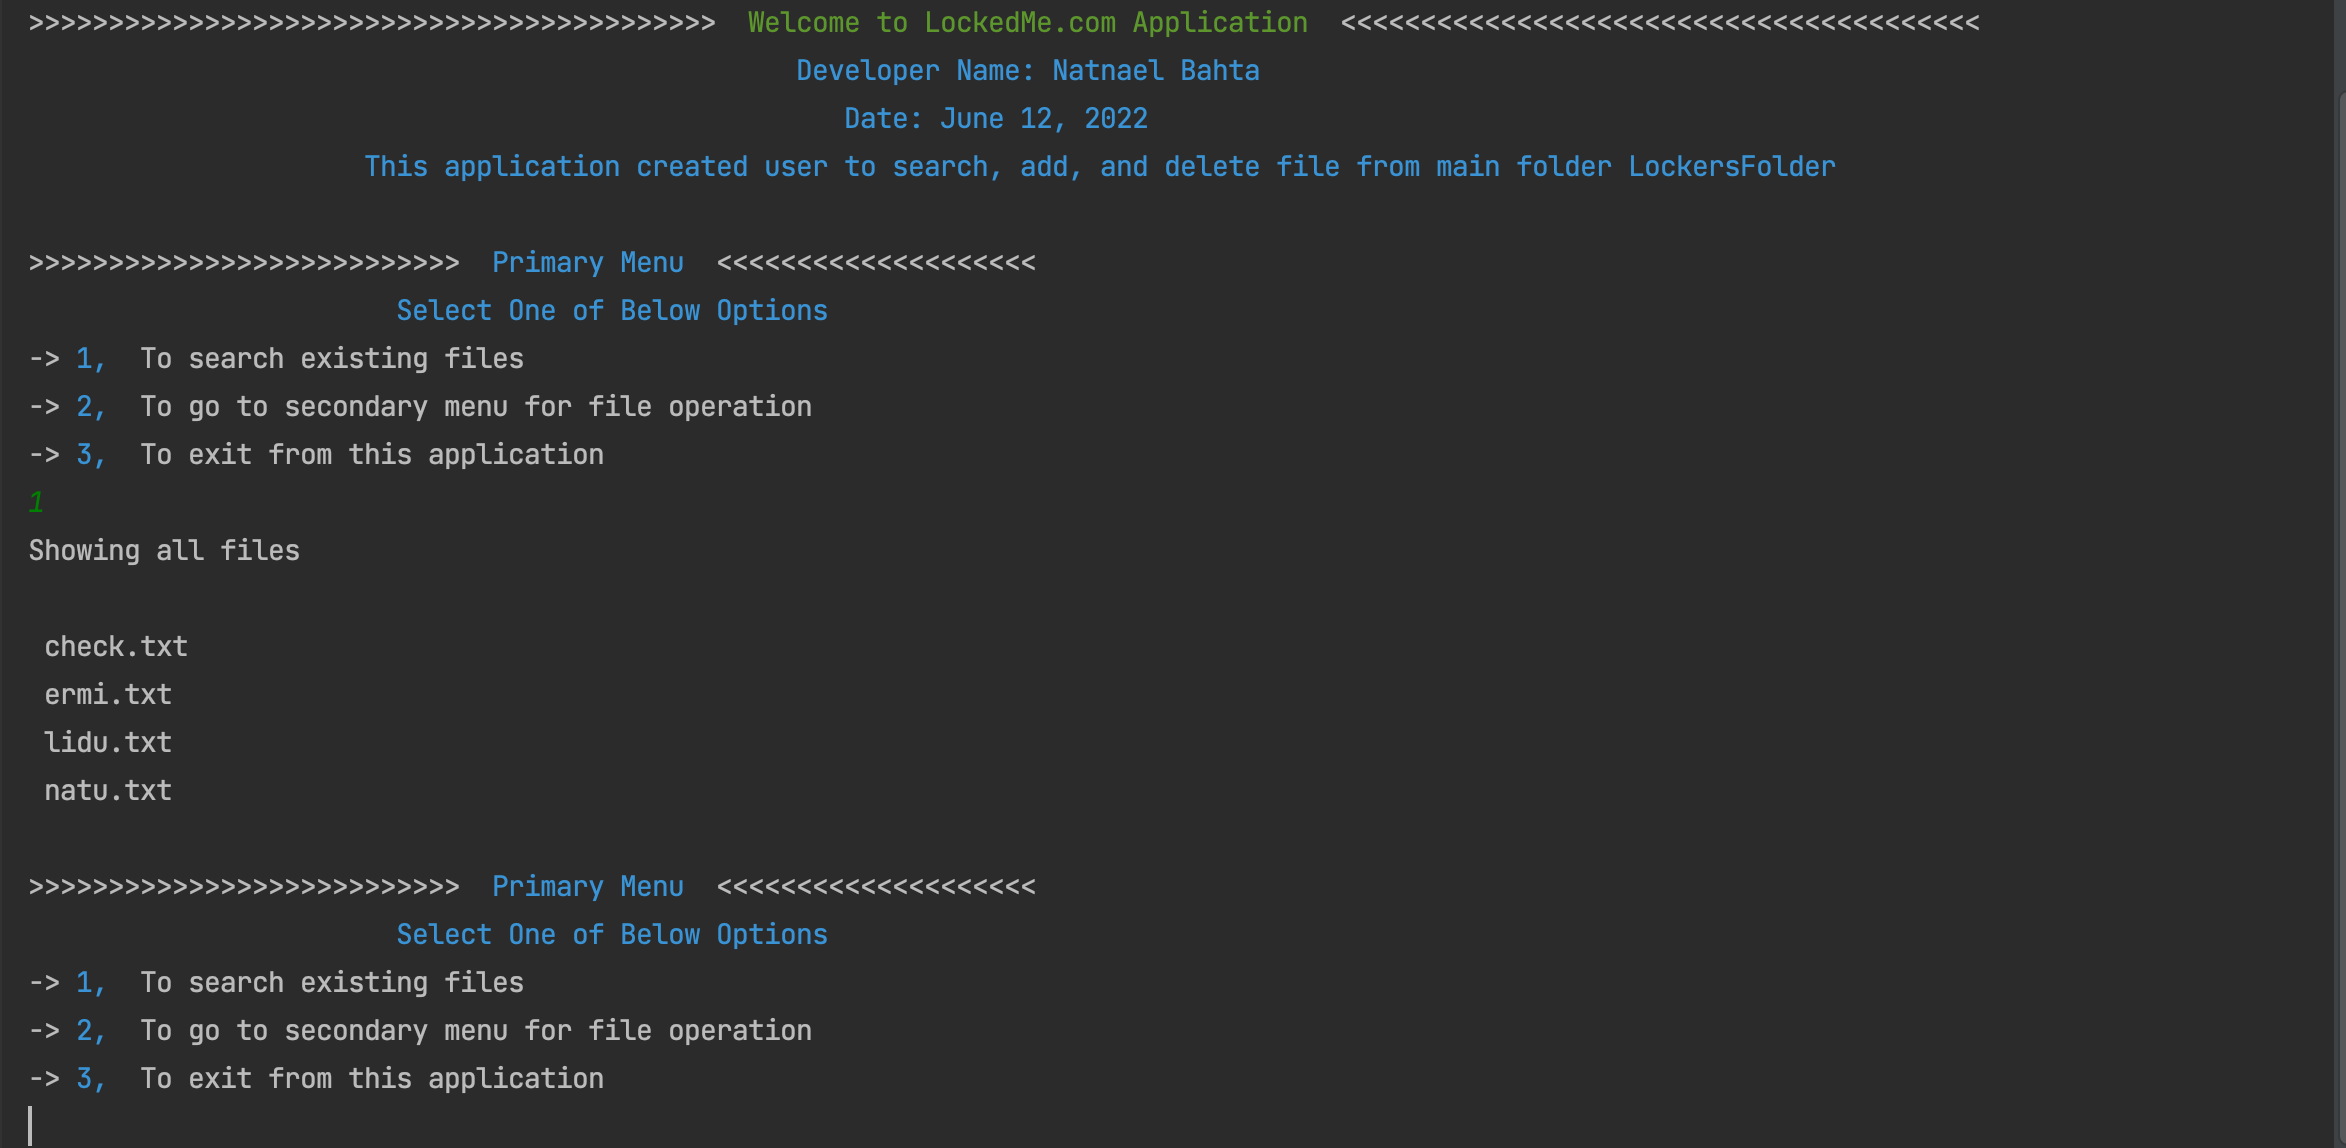 >>>>>>>>>>>>>>>>>>>>>>>>>>>>>>>>>>>>>>>>>>>  Welcome to LockedMe.com Application  <<<<<<<<<<<<<<<<<<<<<<<<<<<<<<<<<<<<<<<<
Developer Name: Natnael Bahta
Date: June 12, 2022
This application created user to search, add, and delete file from main folder LockersFolder
>>>>>>>>>>>>>>>>>>>>>>>>>>>  Primary Menu  <<<<<<<<<<<<<<<<<<<<
Select One of Below Options
-> 1,  To search existing files
-> 2,  To go to secondary menu for file operation
-> 3,  To exit from this application
1
Showing all files
check.txt
ermi.txt
lidu.txt
natu.txt
>>>>>>>>>>>>>>>>>>>>>>>>>>>  Primary Menu  <<<<<<<<<<<<<<<<<<<<
Select One of Below Options
-> 1,  To search existing files
-> 2,  To go to secondary menu for file operation
-> 3,  To exit from this application